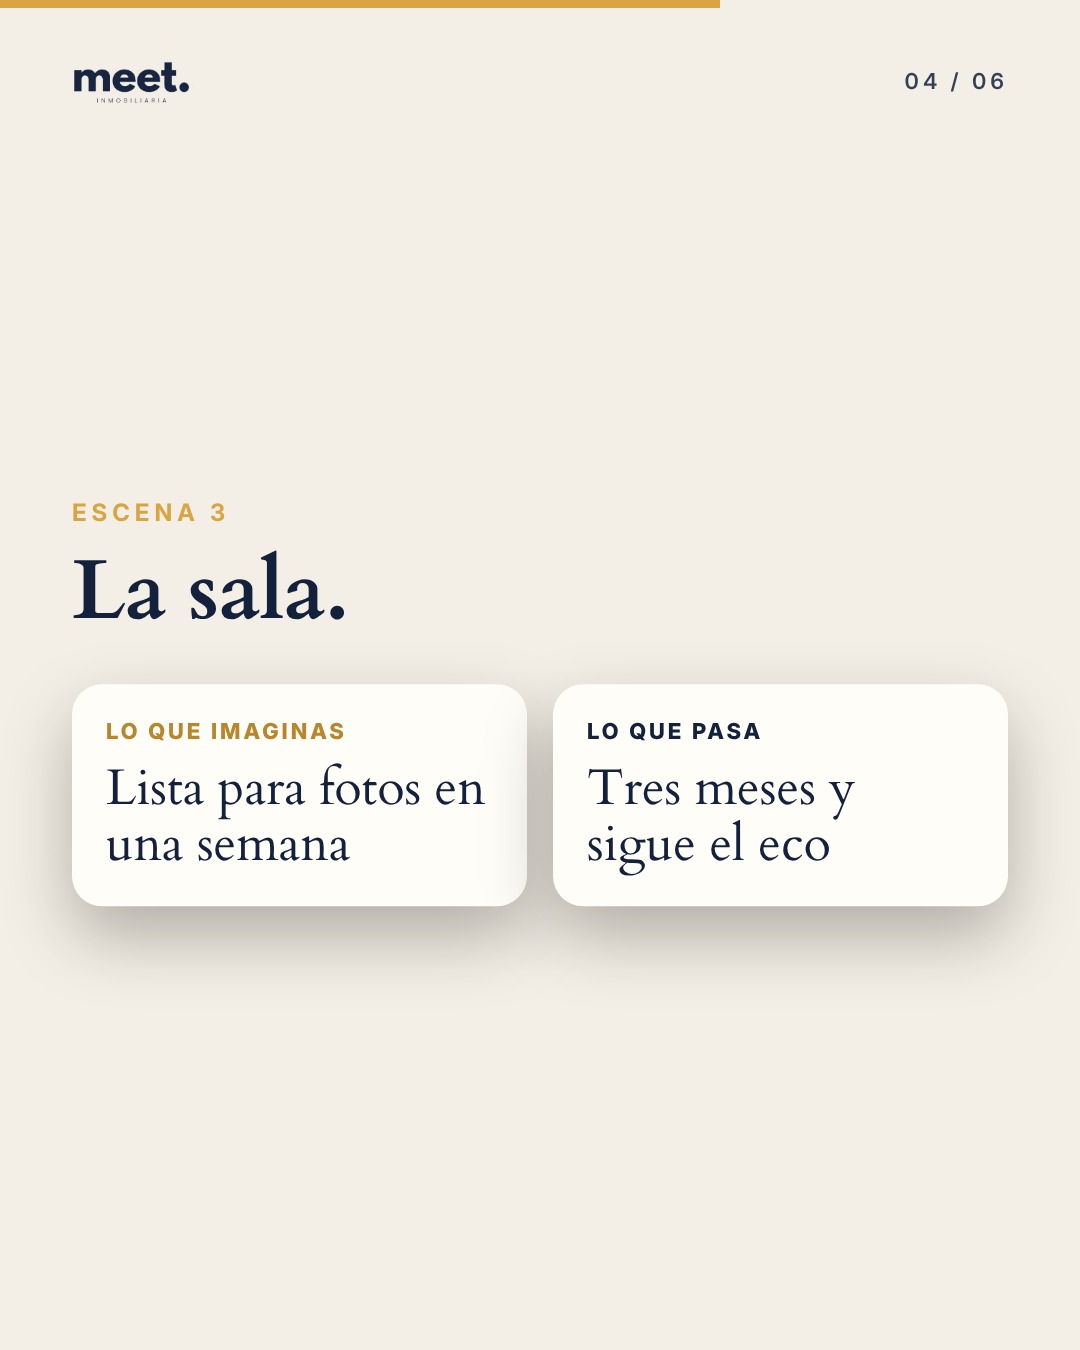 meet.
INMOBILIARIA
04 / 06
ESCENA 3
La sala.
LO QUE IMAGINAS
Lista para fotos en
una semana
LO QUE PASA
Tres meses y
sigue el eco